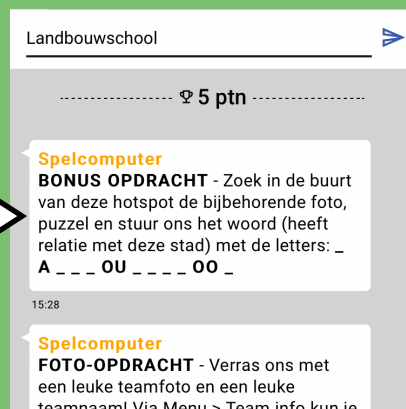 Landbouwschool
5 ptn
Spelcomputer
BONUS OPDRACHT - Zoek in de buurt
van deze hotspot de bijbehorende foto,
puzzel en stuur ons het woord (heeft
relatie met deze stad) met de letters: _
A _ _ _ OU _ _ _ _ OO _
15:28
Spelcomputer
FOTO-OPDRACHT - Verras ons met
een leuke teamfoto en een leuke
teamnaam! Via Menu > Team info kun je